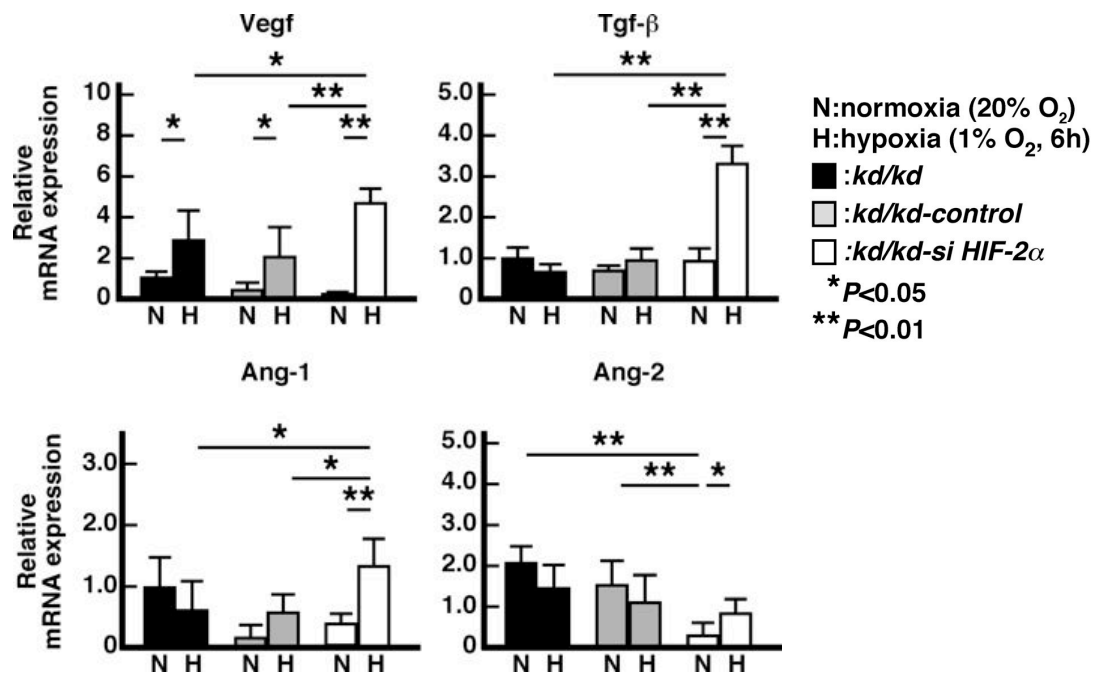 Vegf
* 
**
* * **
Relative
mRNA expression
10
8
6
4
2
0
N H N H N H
Tgf-β
**
**
**
5.0
4.0
3.0
2.0
1.0
0
N H N H N H
N:normoxia (20% O₂)
H:hypoxia (1% O₂, 6h)
:kd/kd
:kd/kd-control
:kd/kd-si HIF-2α
*P<0.05
**P<0.01
Ang-1
*
*
**
Relative
mRNA expression
3.0
2.0
1.0
0
N H N H N H
Ang-2
**
** *
5.0
4.0
3.0
2.0
1.0
0
N H N H N H